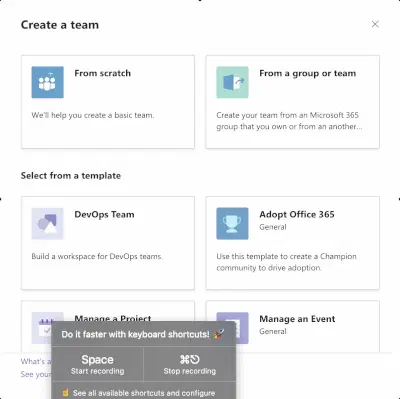 Create a team
From scratch
We'll help you create a basic team.
From a group or team
Create your team from an Microsoft 365
group that you own or from an another...
Select from a template
DevOps Team
Build a workspace for DevOps teams.
Adopt Office 365
General
Use this template to create a Champion
community to drive adoption.
Manage a Project
Manage an Event
General
What's a
See your
Do it faster with keyboard shortcuts! 🚀
Space
Start recording
⌘⎋
Stop recording
☝ See all available shortcuts and configure